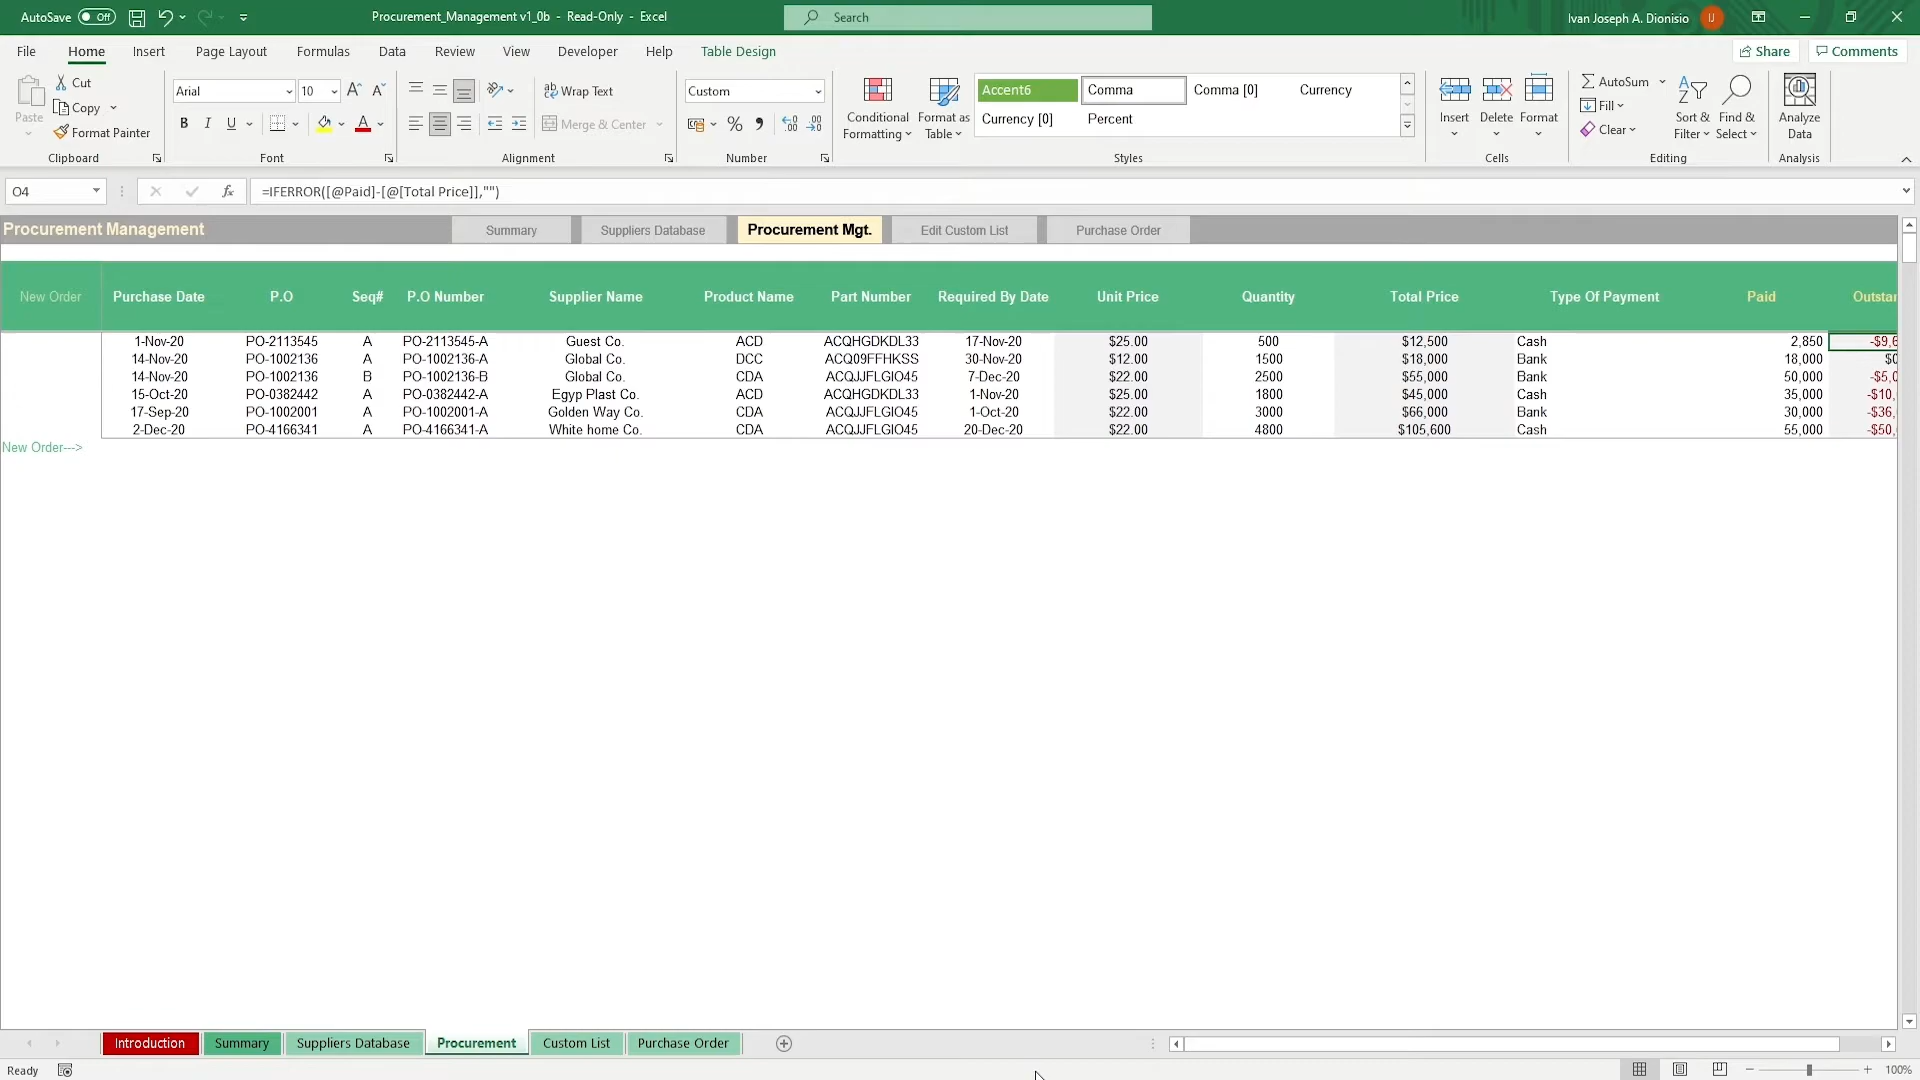 AutoSave Off Procurement_Management v1_0b - Read-Only - Excel Search Ivan Joseph A. Dionisio IJ
File Home Insert Page Layout Formulas Data Review View Developer Help Table Design Share Comments
Paste Cut Copy Format Painter Clipboard
Arial 10 B I U Font
Wrap Text Merge & Center Alignment
Custom Number
Conditional Formatting Format as Table
Accent6 Comma Comma [0] Currency
Currency [0] Percent
Styles
Insert Delete Format Cells
AutoSum Fill Clear Sort & Filter Find & Select Editing
Analyze Data Analysis
O4 fx =IFERROR([@Paid]-[@[Total Price]],"")
Procurement Management Summary Suppliers Database Procurement Mgt. Edit Custom List Purchase Order
New Order Purchase Date P.O Seq# P.O Number Supplier Name Product Name Part Number Required By Date Unit Price Quantity Total Price Type Of Payment Paid Outstar
1-Nov-20 PO-2113545 A PO-2113545-A Guest Co. ACD ACQHGDKDL33 17-Nov-20 $25.00 500 $12,500 Cash 2,850 -$9,6
14-Nov-20 PO-1002136 A PO-1002136-A Global Co. DCC ACQ09FFHKSS 30-Nov-20 $12.00 1500 $18,000 Bank 18,000 $0
14-Nov-20 PO-1002136 B PO-1002136-B Global Co. CDA ACQJJFLGIO45 7-Dec-20 $22.00 2500 $55,000 Bank 50,000 -$5,0
15-Oct-20 PO-0382442 A PO-0382442-A Egyp Plast Co. ACD ACQHGDKDL33 1-Nov-20 $25.00 1800 $45,000 Cash 35,000 -$10,
17-Sep-20 PO-1002001 A PO-1002001-A Golden Way Co. CDA ACQJJFLGIO45 1-Oct-20 $22.00 3000 $66,000 Bank 30,000 -$36,
2-Dec-20 PO-4166341 A PO-4166341-A White home Co. CDA ACQJJFLGIO45 20-Dec-20 $22.00 4800 $105,600 Cash 55,000 -$50,
New Order--->
Introduction Summary Suppliers Database Procurement Custom List Purchase Order
Ready 100%